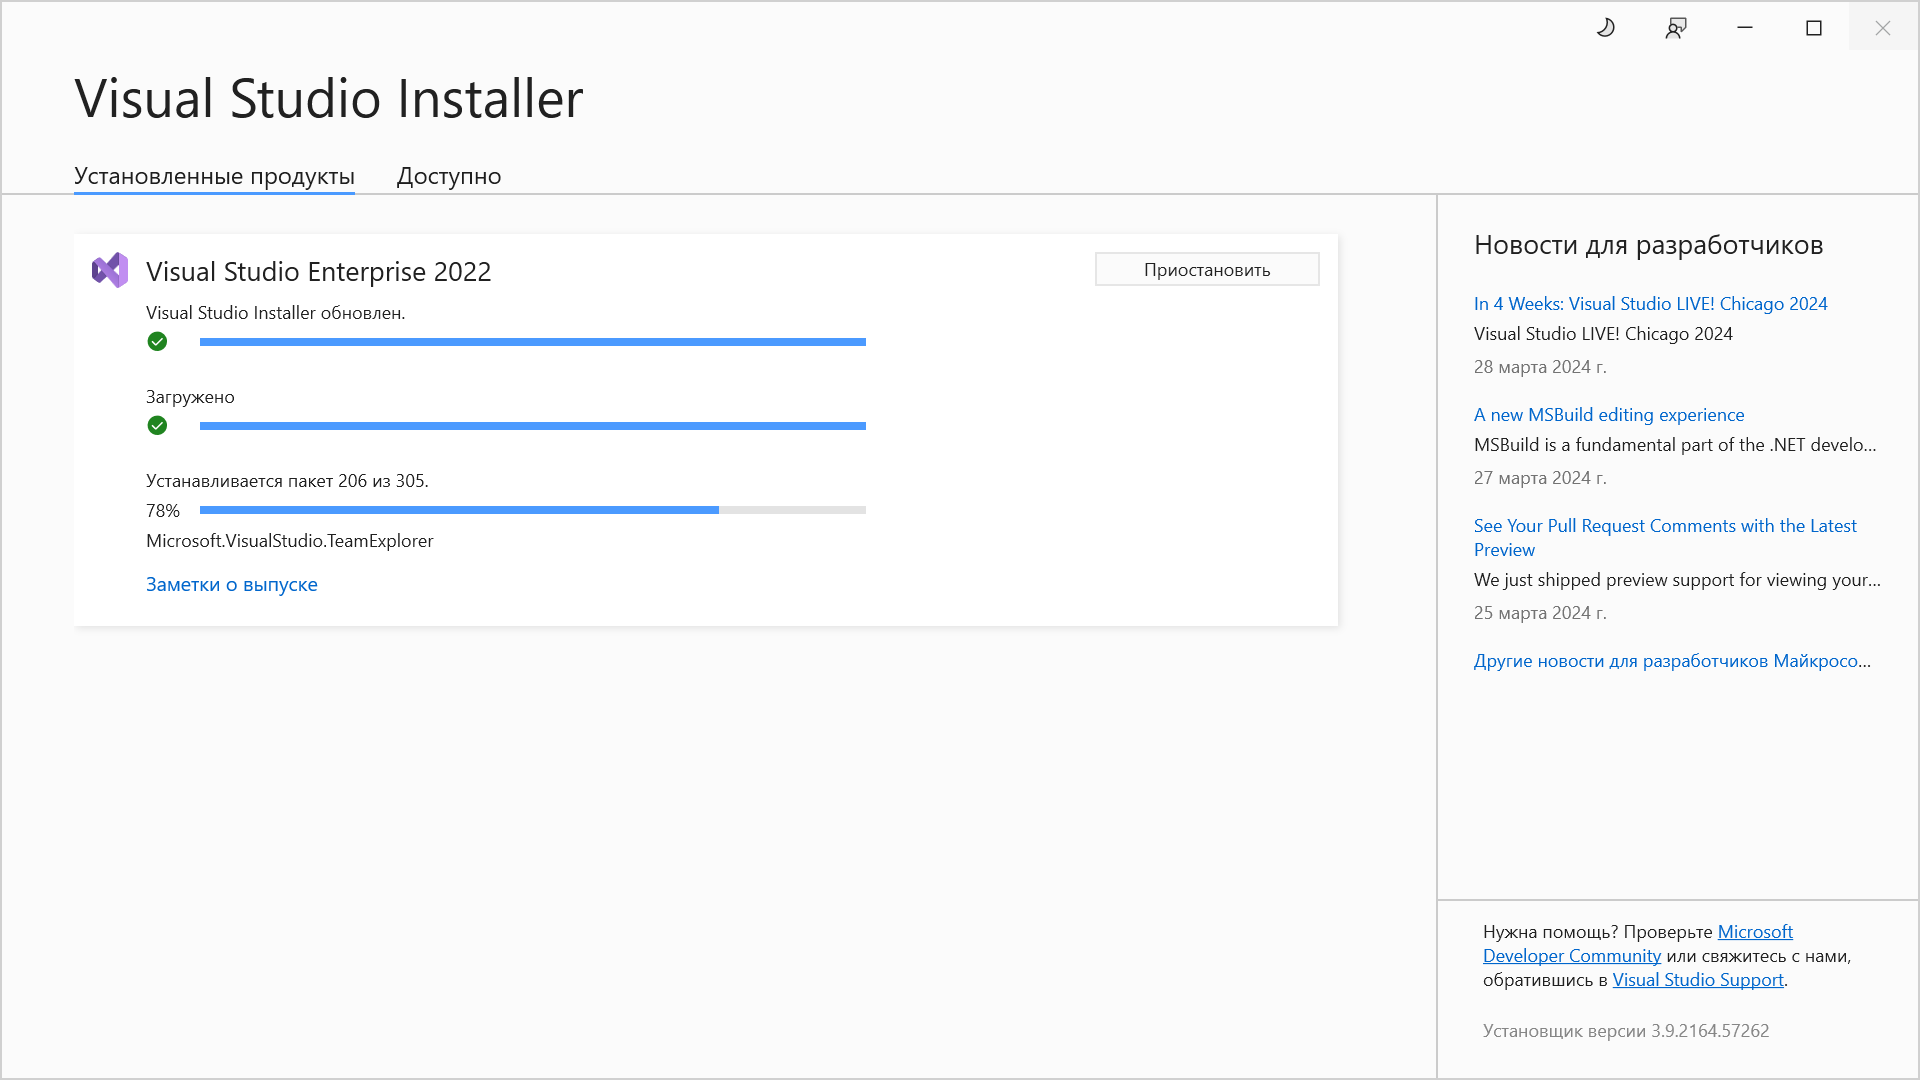 Visual Studio Installer
Установленные продукты
Доступно
Visual Studio Enterprise 2022
Приостановить
Visual Studio Installer обновлен.
Загружено
Устанавливается пакет 206 из 305.
78%
Microsoft.VisualStudio.TeamExplorer
Заметки о выпуске
Новости для разработчиков
In 4 Weeks: Visual Studio LIVE! Chicago 2024
Visual Studio LIVE! Chicago 2024
28 марта 2024 г.
A new MSBuild editing experience
MSBuild is a fundamental part of the .NET develo...
27 марта 2024 г.
See Your Pull Request Comments with the Latest
Preview
We just shipped preview support for viewing your...
25 марта 2024 г.
Другие новости для разработчиков Майкросо...
Нужна помощь? Проверьте Microsoft
Developer Community или свяжитесь с нами,
обратившись в Visual Studio Support.
Установщик версии 3.9.2164.57262